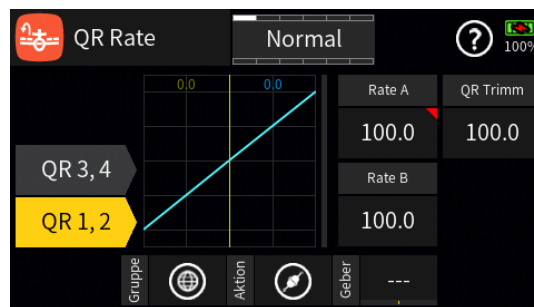 QR Rate
Normal
?
100%
0.0
0.0
Rate A
QR Trimm
100.0
100.0
QR 3, 4
Rate B
QR 1, 2
100.0
Gruppe
Aktion
Geber
---